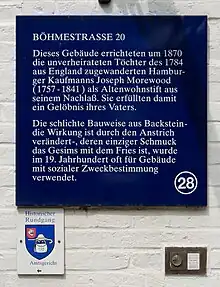 BÖHMESTRASSE 20
Dieses Gebäude errichteten um 1870
die unverheirateten Töchter des 1784
aus England zugewanderten Hambur-
ger Kaufmanns Joseph Morewood
(1757-1841) als Altenwohnstift aus
seinem Nachlaß. Sie erfüllten damit
ein Gelöbnis ihres Vaters.
Die schlichte Bauweise aus Backstein-
die Wirkung ist durch den Anstrich
verändert-, deren einziger Schmuck
das Gesims mit dem Fries ist, wurde
im 19. Jahrhundert oft für Gebäude
mit sozialer Zweckbestimmung
verwendet.
28
Historischer
Rundgang
Amtsgericht